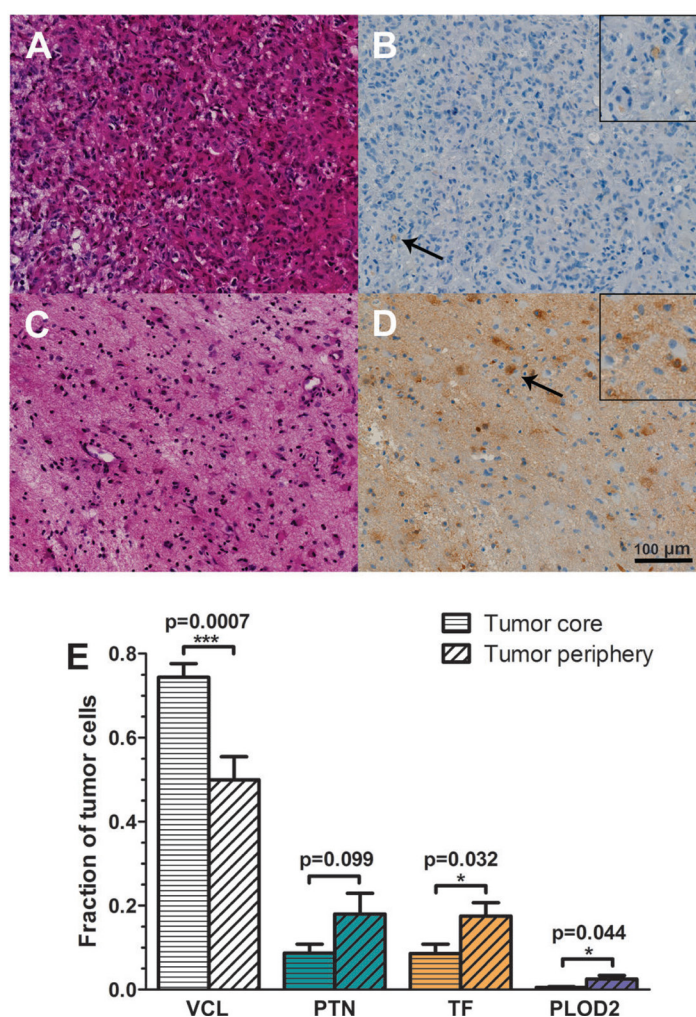 A
B
C
D
100 µm
E
p=0.0007
***
Tumor core
Tumor periphery
Fraction of tumor cells
0.8
0.6
0.4
0.2
0.0
p=0.099
p=0.032
*
p=0.044
*
VCL PTN TF PLOD2